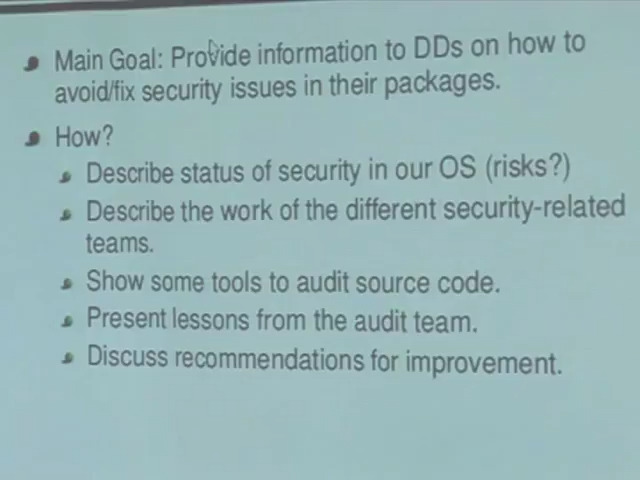 Main Goal: Provide information to DDs on how to
avoid/fix security issues in their packages.
How?
Describe status of security in our OS (risks?)
Describe the work of the different security-related
teams.
Show some tools to audit source code.
Present lessons from the audit team.
Discuss recommendations for improvement.